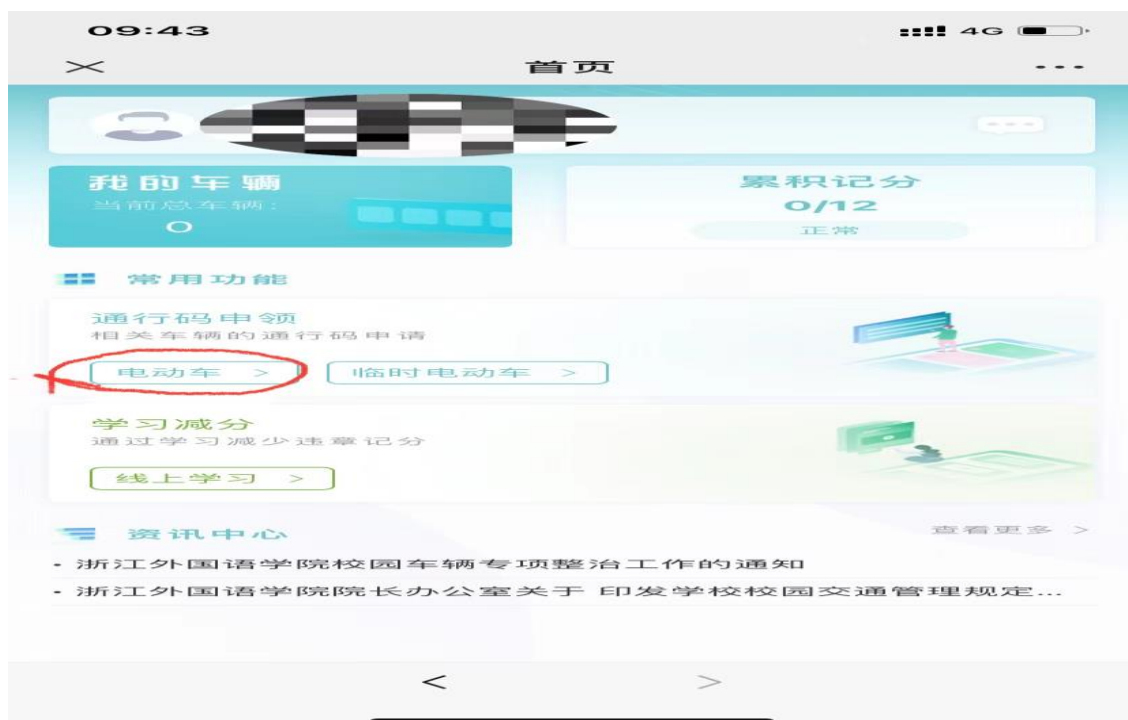 09:43
4G
首页
我的车辆
当前总车辆:
0
累积记分
0/12
正常
常用功能
通行码申领
相关车辆的通行码申请
电动车 >
临时电动车 >
学习减分
通过学习减少违章记分
线上学习 >
资讯中心
查看更多 >
· 浙江外国语学院校园车辆专项整治工作的通知
· 浙江外国语学院院长办公室关于 印发学校校园交通管理规定...